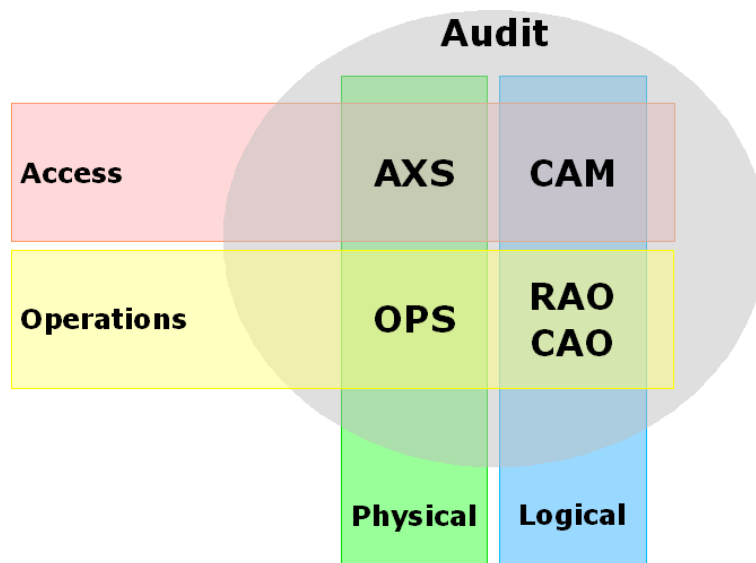 Audit
Access
AXS
CAM
Operations
OPS
RAO
CAO
Physical
Logical